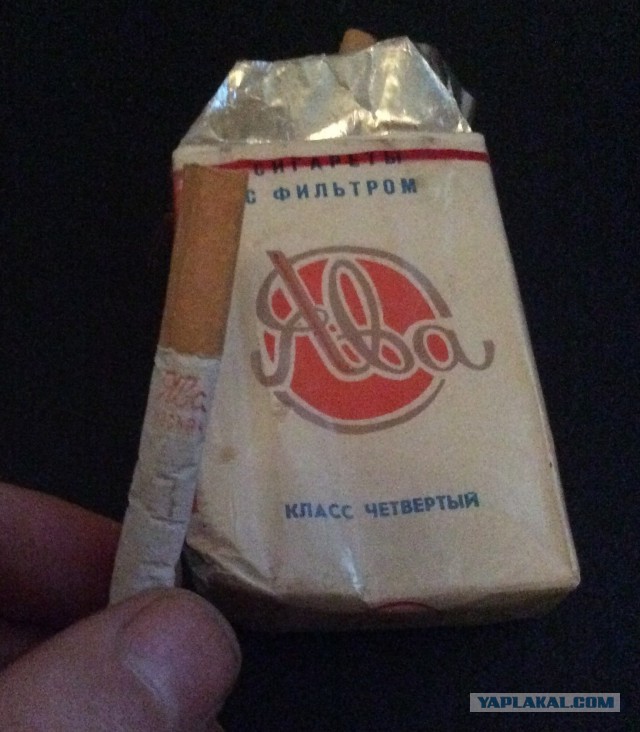 СИГАРЕТЫ
С ФИЛЬТРОМ
Ява
КЛАСС ЧЕТВЕРТЫЙ
YAPLAKAL.COM